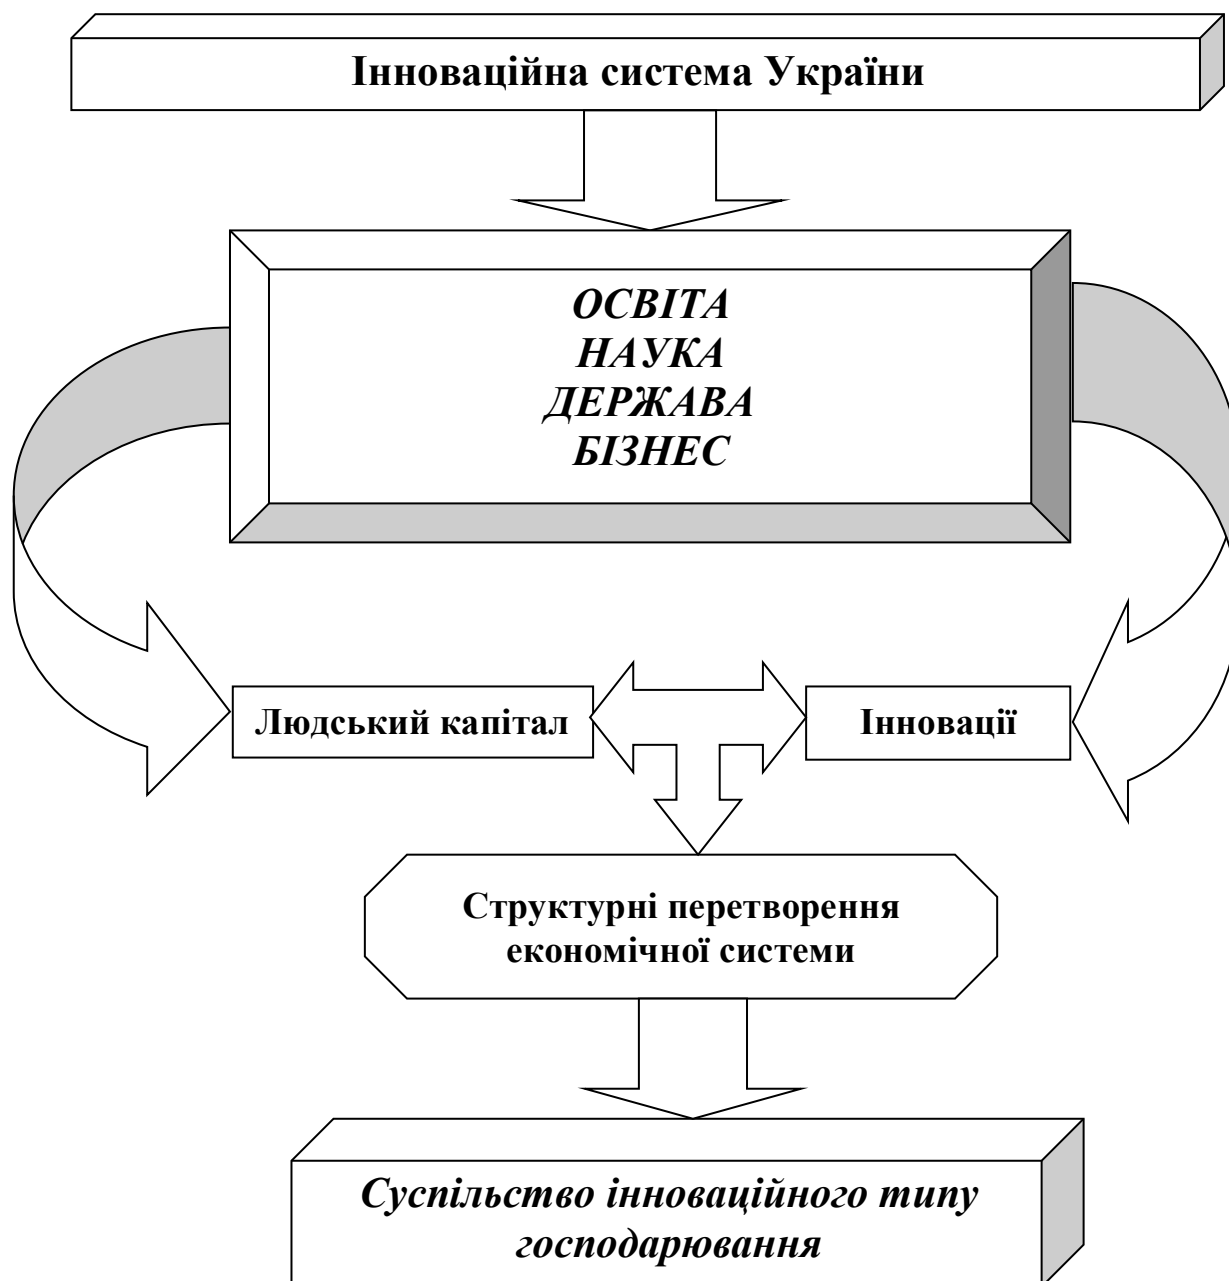 Інноваційна система України
ОСВІТА
НАУКА
ДЕРЖАВА
БІЗНЕС
Людський капітал
Інновації
Структурні перетворення
економічної системи
Суспільство інноваційного типу
господарювання